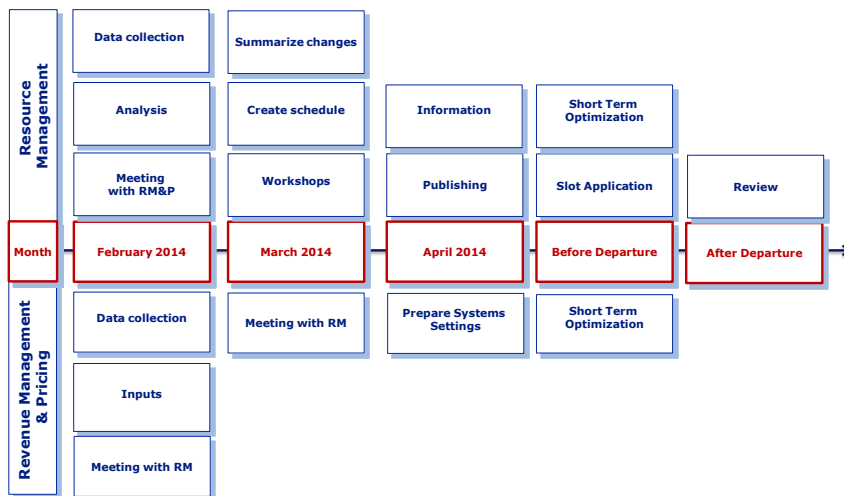 Resource
Management
Data collection
Summarize changes
Analysis
Create schedule
Information
Short Term
Optimization
Meeting
with RM&P
Workshops
Publishing
Slot Application
Review
Month
February 2014
March 2014
April 2014
Before Departure
After Departure
Revenue Management
& Pricing
Data collection
Meeting with RM
Prepare Systems
Settings
Short Term
Optimization
Inputs
Meeting with RM